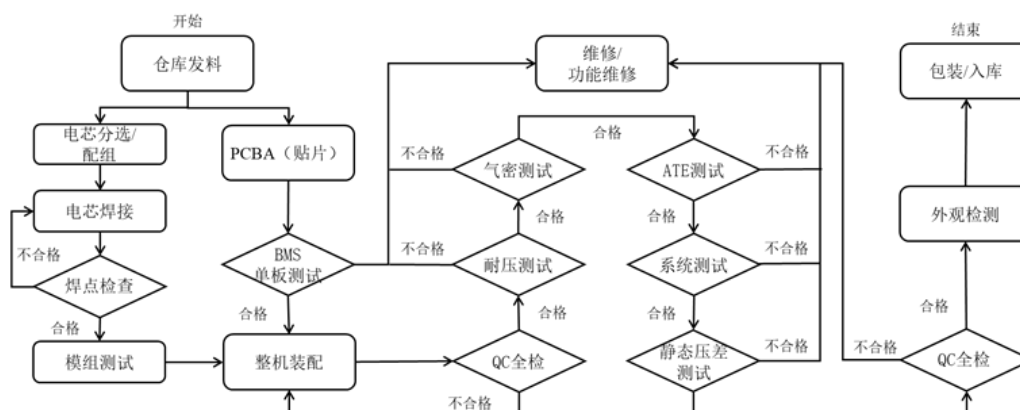 开始
仓库发料
电芯分选/
配组
PCBA（贴片）
电芯焊接
不合格
焊点检查
合格
模组测试
BMS
单板测试
合格
整机装配
维修/
功能维修
合格
不合格
气密测试
合格
不合格
耐压测试
合格
QC全检
不合格
ATE测试
不合格
合格
系统测试
不合格
合格
静态压差
测试
不合格
结束
包装/入库
外观检测
合格
不合格
QC全检